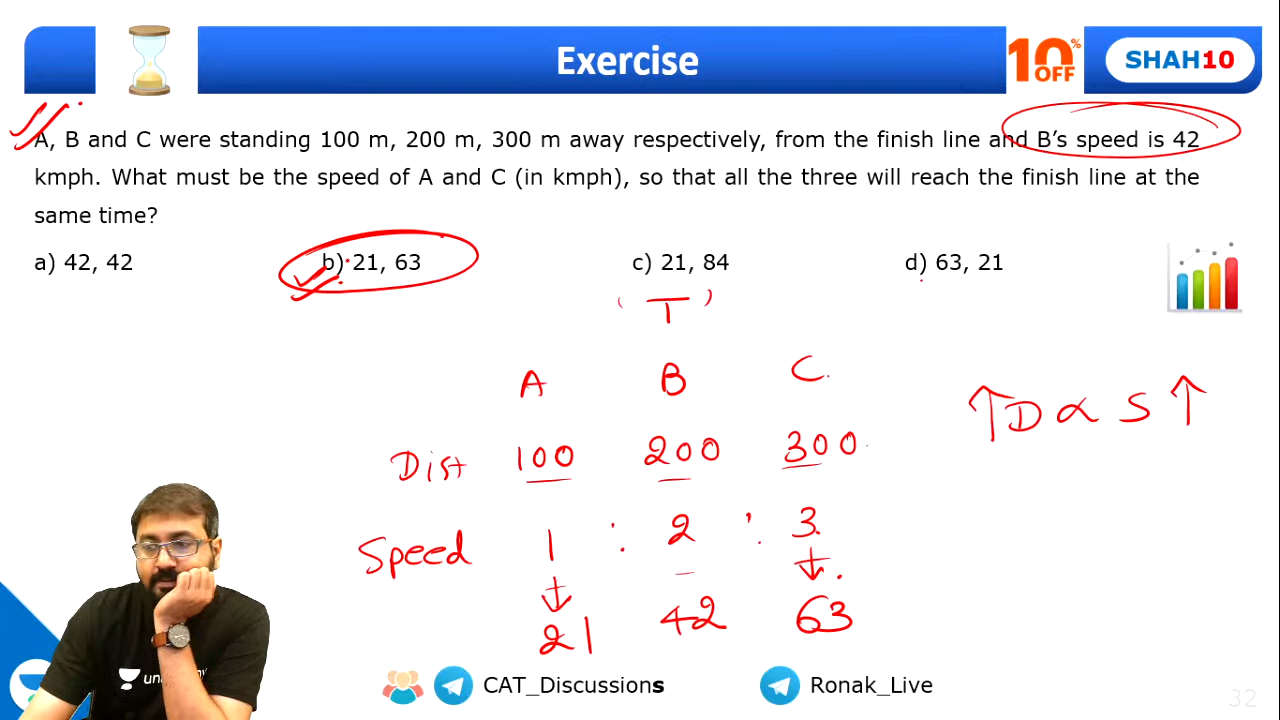 Exercise
10% OFF
SHAH10
A, B and C were standing 100 m, 200 m, 300 m away respectively, from the finish line and B's speed is 42
kmph. What must be the speed of A and C (in kmph), so that all the three will reach the finish line at the
same time?
a) 42, 42
b) 21, 63
c) 21, 84
d) 63, 21
( T )
A B C
↑D ∝ S↑
Dist 100 200 300
Speed 1 : 2 : 3
↓ ↓
21 42 63
CAT_Discussions
Ronak_Live
32